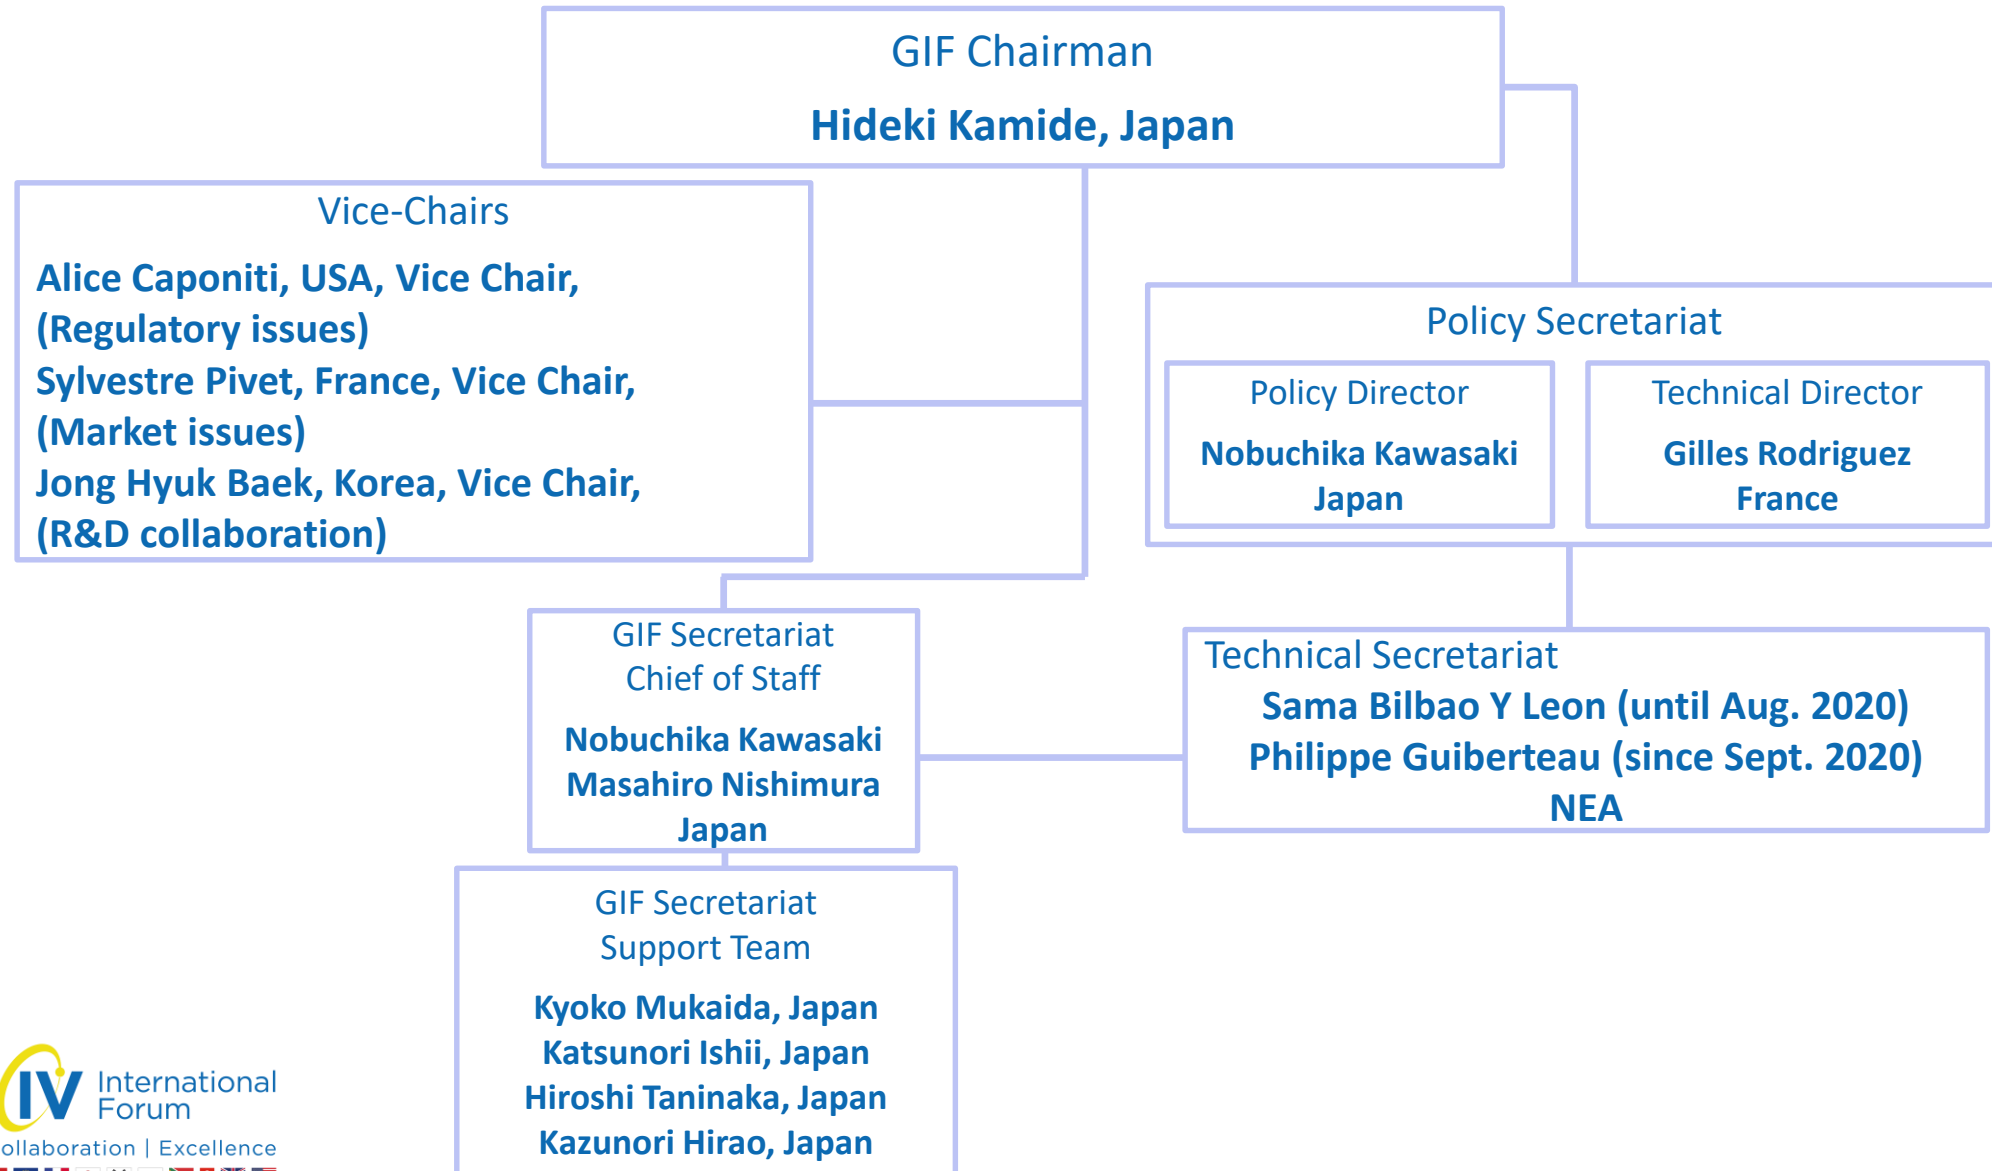 GIF Chairman
Hideki Kamide, Japan
Vice-Chairs
Alice Caponiti, USA, Vice Chair,
(Regulatory issues)
Sylvestre Pivet, France, Vice Chair,
(Market issues)
Jong Hyuk Baek, Korea, Vice Chair,
(R&D collaboration)
Policy Secretariat
Policy Director
Nobuchika Kawasaki
Japan
Technical Director
Gilles Rodriguez
France
GIF Secretariat
Chief of Staff
Nobuchika Kawasaki
Masahiro Nishimura
Japan
Technical Secretariat
Sama Bilbao Y Leon (until Aug. 2020)
Philippe Guiberteau (since Sept. 2020)
NEA
GIF Secretariat
Support Team
Kyoko Mukaida, Japan
Katsunori Ishii, Japan
Hiroshi Taninaka, Japan
Kazunori Hirao, Japan
IV International
Forum
ollaboration | Excellence